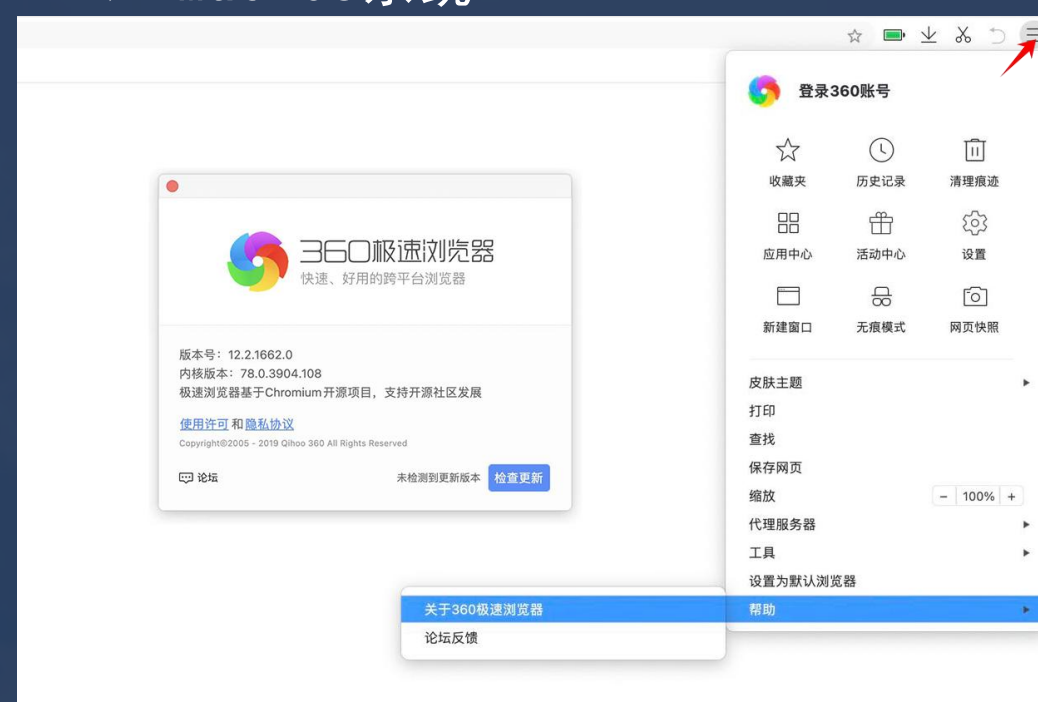 登录360账号
收藏夹 历史记录 清理痕迹
应用中心 活动中心 设置
新建窗口 无痕模式 网页快照
360极速浏览器
快速、好用的跨平台浏览器
版本号：12.2.1662.0
内核版本：78.0.3904.108
极速浏览器基于Chromium开源项目，支持开源社区发展
使用许可 和 隐私协议
Copyright©2005 - 2019 Qihoo 360 All Rights Reserved
论坛 未检测到更新版本 检查更新
皮肤主题
打印
查找
保存网页
缩放 − 100% +
代理服务器
工具
设置为默认浏览器
帮助
关于360极速浏览器
论坛反馈